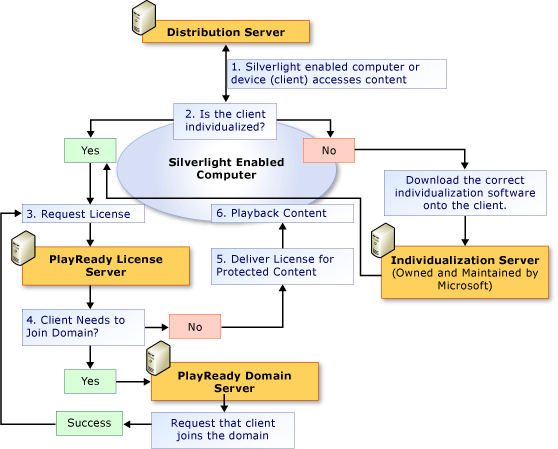 Distribution Server
1. Silverlight enabled computer or
device (client) accesses content
2. Is the client
individualized?
Yes
No
Silverlight Enabled
Computer
Download the correct
individualization software
onto the client.
3. Request License
6. Playback Content
PlayReady License
Server
5. Deliver License for
Protected Content
Individualization Server
(Owned and Maintained by
Microsoft)
4. Client Needs to
Join Domain?
No
Yes
PlayReady Domain
Server
Success
Request that client
joins the domain